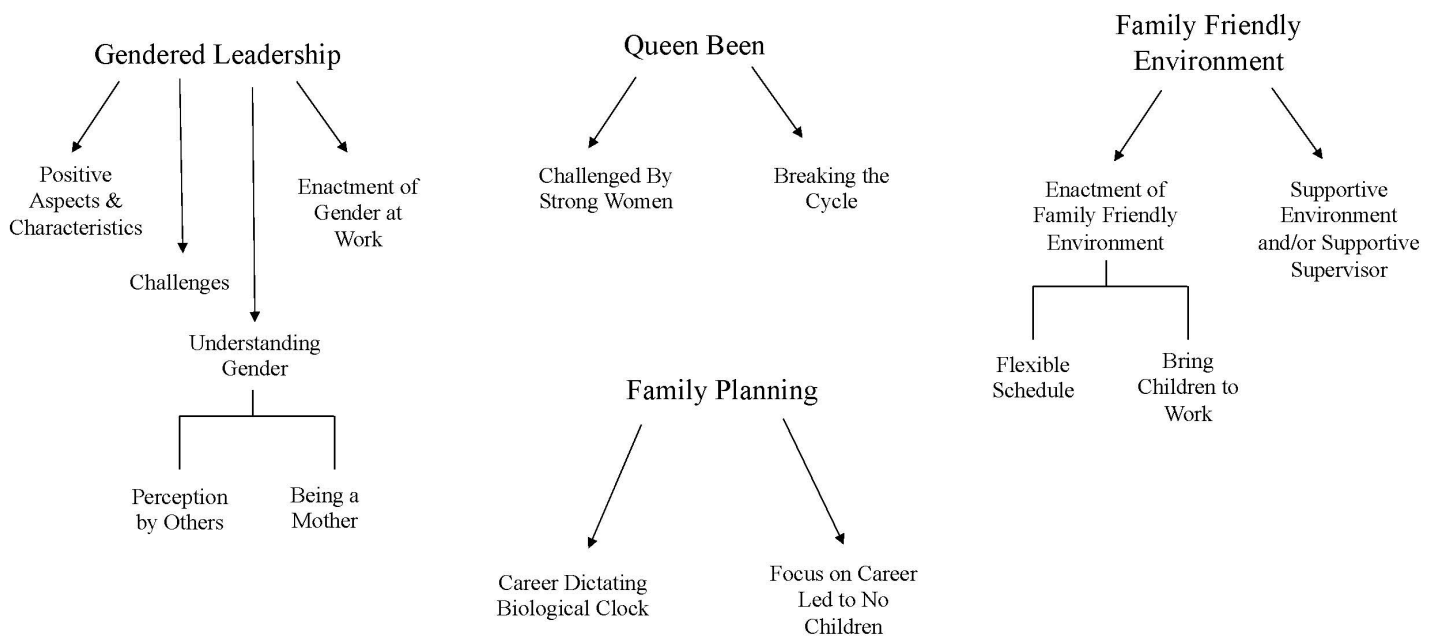 Gendered Leadership
Positive
Aspects &
Characteristics
Challenges
Understanding
Gender
Enactment of
Gender at
Work
Perception
by Others
Being a
Mother
Queen Been
Challenged By
Strong Women
Breaking the
Cycle
Family Planning
Career Dictating
Biological Clock
Focus on Career
Led to No
Children
Family Friendly
Environment
Enactment of
Family Friendly
Environment
Supportive
Environment
and/or Supportive
Supervisor
Flexible
Schedule
Bring
Children to
Work